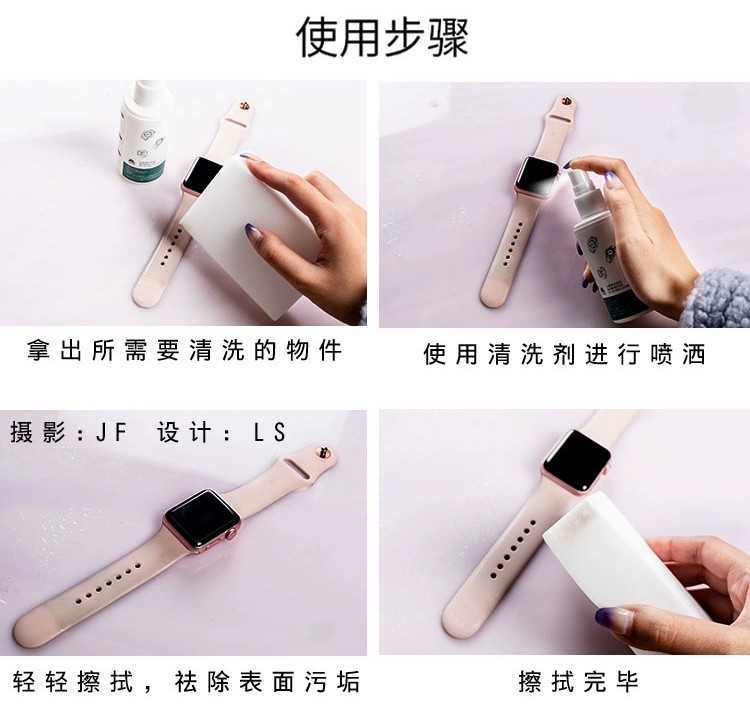 使用步骤
拿出所需要清洗的物件
使用清洗剂进行喷洒
摄影:JF 设计: LS
轻轻擦拭，祛除表面污垢
擦拭完毕